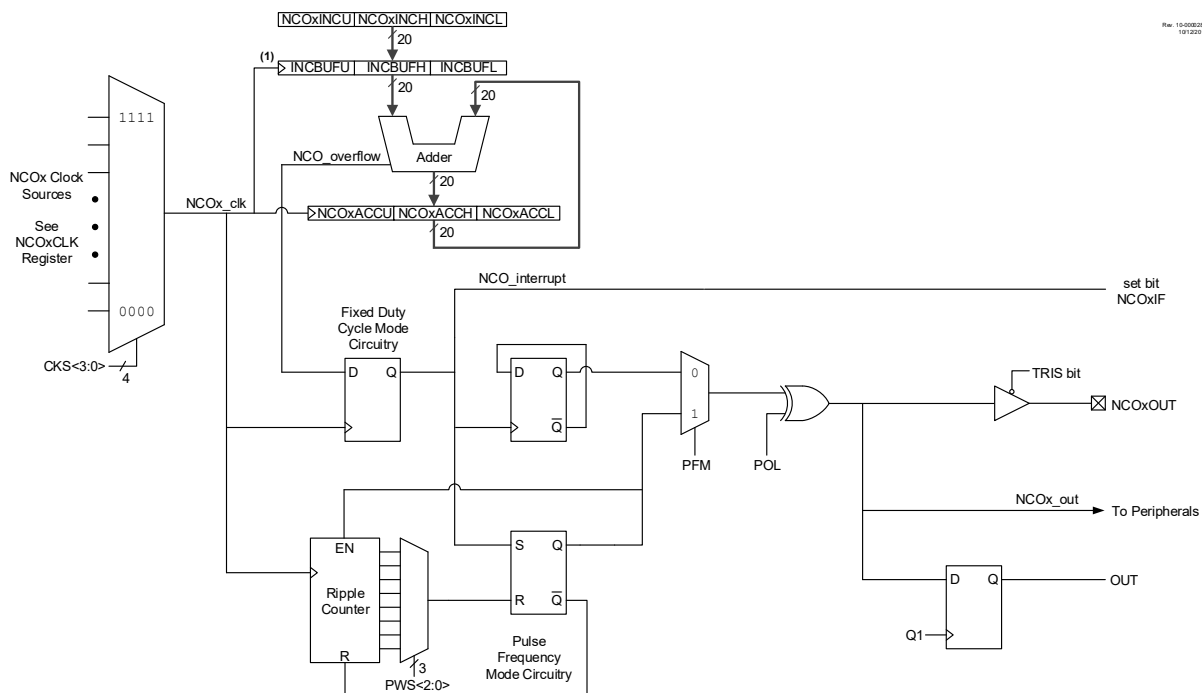 NCOxINCU NCOxINCH NCOxINCL
20
(1)
INCBUFU INCBUFH INCBUFL
20
20
1111
Adder
NCO_overflow
20
NCOx Clock
Sources
See
NCOxCLK
Register
NCOx_clk
NCOxACCU NCOxACCH NCOxACCL
20
0000
CKS<3:0>
4
NCO_interrupt
set bit
NCOxIF
Fixed Duty
Cycle Mode
Circuitry
D Q
D Q
Q
0
1
PFM
POL
TRIS bit
NCOxOUT
NCOx_out
To Peripherals
EN
Ripple
Counter
R
3
PWS<2:0>
S Q
R Q
Pulse
Frequency
Mode Circuitry
D Q
OUT
Q1